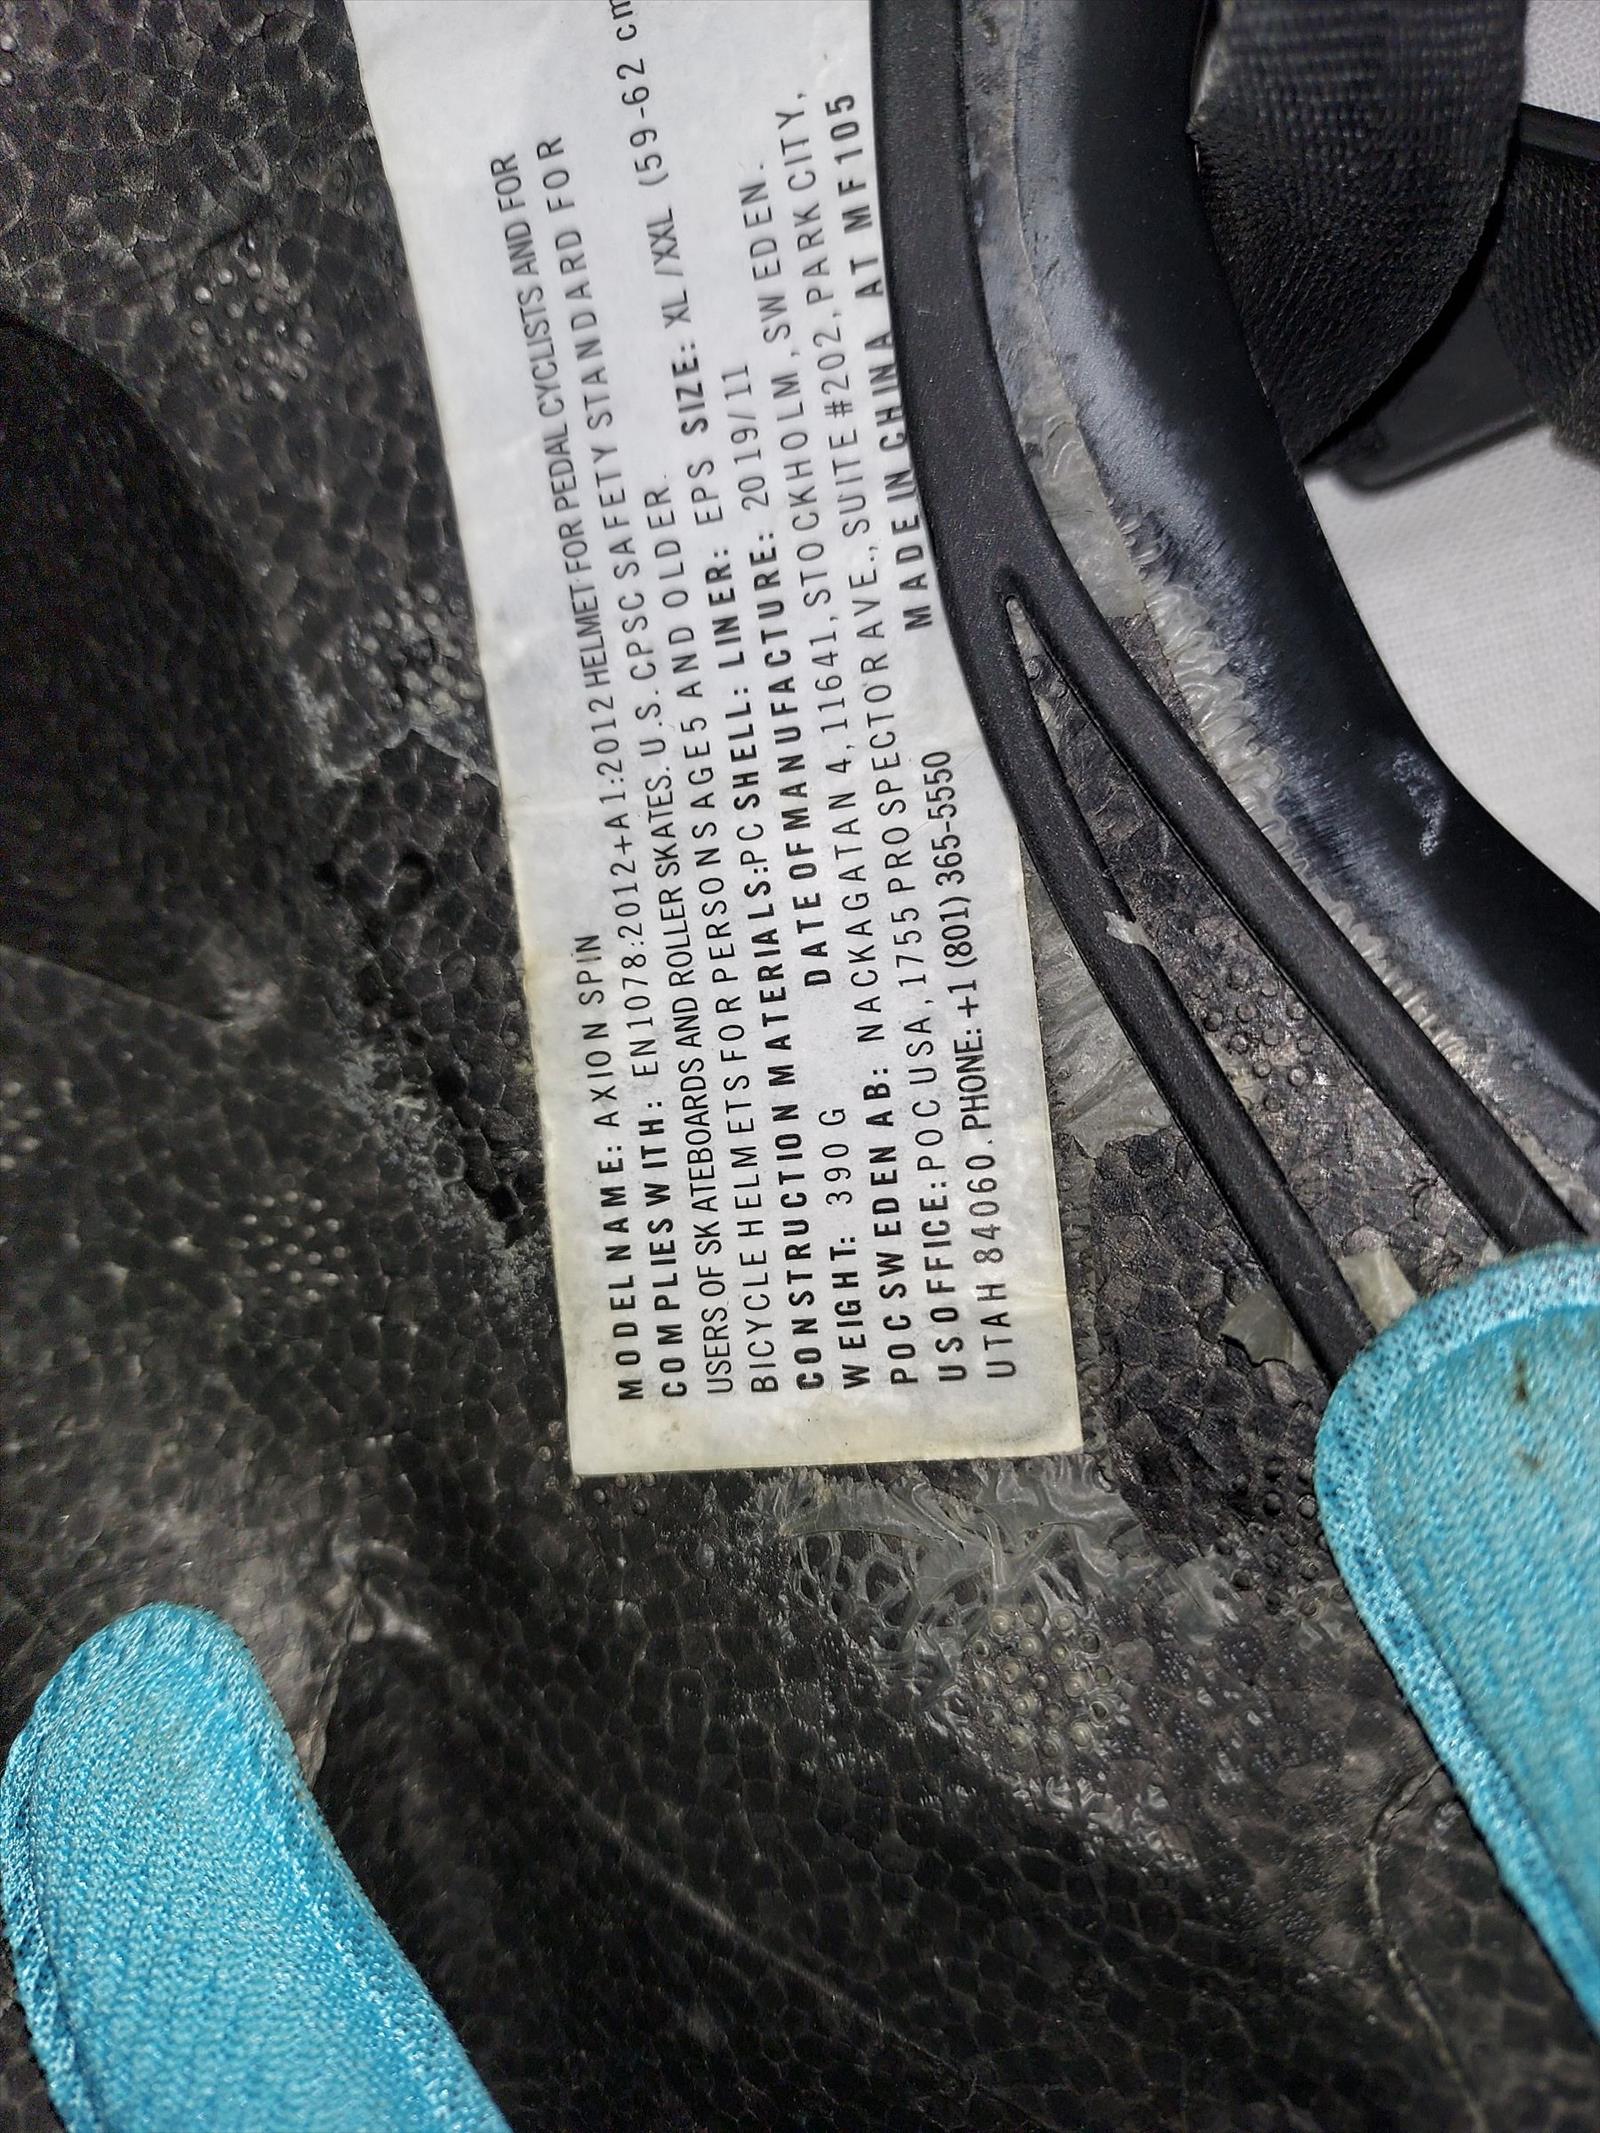 MODEL NAME: AXION SPIN
COMPLIES WITH: EN1078:2012+A1:2012 HELMET FOR PEDAL CYCLISTS AND FOR
USERS OF SKATEBOARDS AND ROLLER SKATES. U.S. CPSC SAFETY STANDARD FOR
BICYCLE HELMETS FOR PERSONS AGE 5 AND OLDER.
CONSTRUCTION MATERIALS:PC SHELL: LINER: EPS SIZE: XL/XXL (59-62 cm
WEIGHT: 390 G DATE OF MANUFACTURE: 2019/11
POC SWEDEN AB: NACKAGATAN 4, 11641, STOCKHOLM, SWEDEN.
US OFFICE: POC USA, 1755 PROSPECTOR AVE., SUITE #202, PARK CITY,
UTAH 84060. PHONE: +1 (801) 365-5550 MADE IN CHINA AT MF105